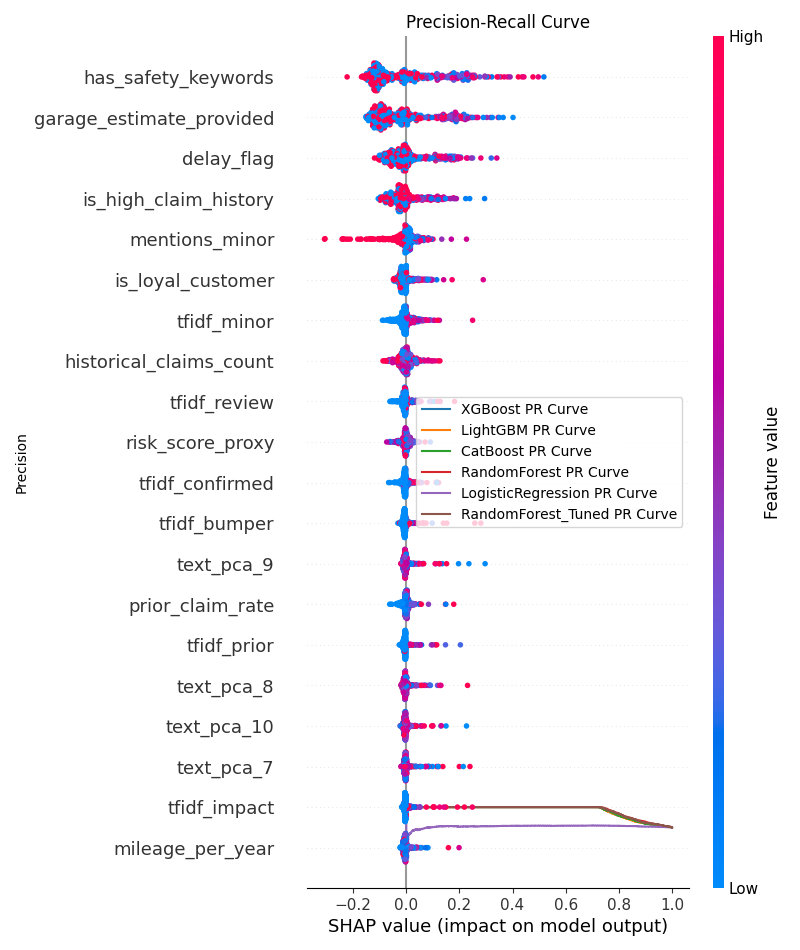 Precision-Recall Curve
High
has_safety_keywords
garage_estimate_provided
delay_flag
is_high_claim_history
mentions_minor
is_loyal_customer
tfidf_minor
historical_claims_count
tfidf_review
risk_score_proxy
tfidf_confirmed
tfidf_bumper
text_pca_9
prior_claim_rate
tfidf_prior
text_pca_8
text_pca_10
text_pca_7
tfidf_impact
mileage_per_year
Precision
XGBoost PR Curve
LightGBM PR Curve
CatBoost PR Curve
RandomForest PR Curve
LogisticRegression PR Curve
RandomForest_Tuned PR Curve
Feature value
Low
−0.2 0.0 0.2 0.4 0.6 0.8 1.0
SHAP value (impact on model output)